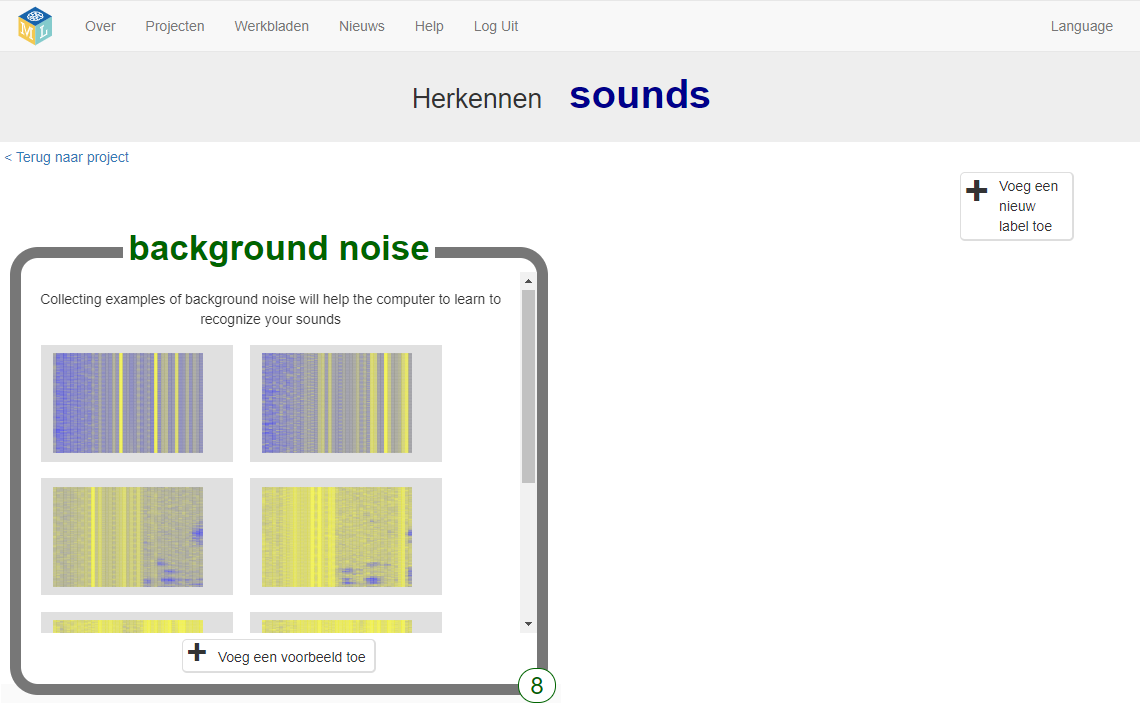 M L
Over Projecten Werkbladen Nieuws Help Log Uit Language
Herkennen sounds
< Terug naar project
Voeg een
nieuw
label toe
background noise
Collecting examples of background noise will help the computer to learn to
recognize your sounds
Voeg een voorbeeld toe
8